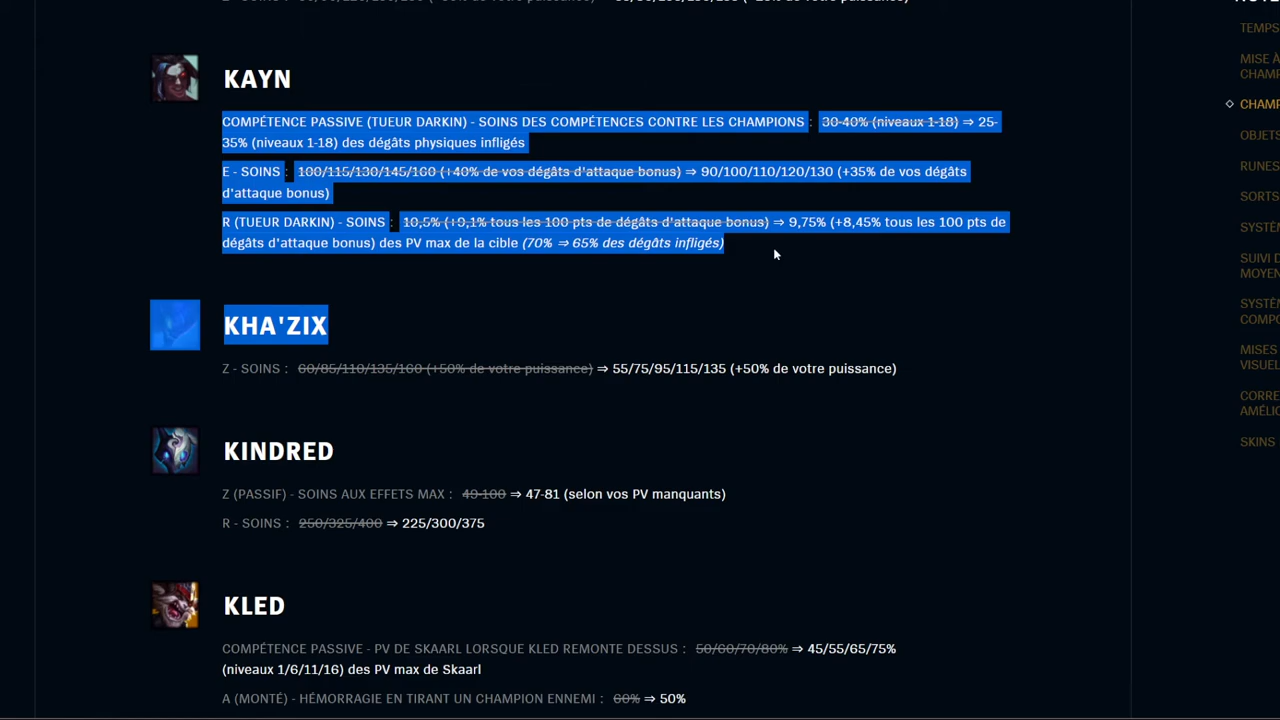 Z - SOINS :
NOTE
TEMPS
KAYN
MISE À
CHAMP
COMPÉTENCE PASSIVE (TUEUR DARKIN) - SOINS DES COMPÉTENCES CONTRE LES CHAMPIONS : 30-40% (niveaux 1-18) ⇒ 25-
35% (niveaux 1-18) des dégâts physiques infligés
CHAMP
OBJETS
E - SOINS : 100/115/130/145/160 (+40% de vos dégâts d'attaque bonus) ⇒ 90/100/110/120/130 (+35% de vos dégâts
d'attaque bonus)
RUNES
SORTS
R (TUEUR DARKIN) - SOINS : 10,5% (+9,1% tous les 100 pts de dégâts d'attaque bonus) ⇒ 9,75% (+8,45% tous les 100 pts de
dégâts d'attaque bonus) des PV max de la cible (70% ⇒ 65% des dégâts infligés)
SYSTÈ
SUIVI D
MOYEN
KHA'ZIX
SYSTÈM
COMPO
Z - SOINS : 60/85/110/135/160 (+50% de votre puissance) ⇒ 55/75/95/115/135 (+50% de votre puissance)
MISES
VISUEL
CORRE
AMÉLIO
SKINS
KINDRED
Z (PASSIF) - SOINS AUX EFFETS MAX : 49-100 ⇒ 47-81 (selon vos PV manquants)
R - SOINS : 250/325/400 ⇒ 225/300/375
KLED
COMPÉTENCE PASSIVE - PV DE SKAARL LORSQUE KLED REMONTE DESSUS : 50/60/70/80% ⇒ 45/55/65/75%
(niveaux 1/6/11/16) des PV max de Skaarl
A (MONTÉ) - HÉMORRAGIE EN TIRANT UN CHAMPION ENNEMI : 60% ⇒ 50%